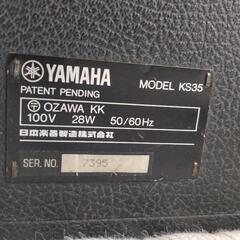 YAMAHA
MODEL KS35
PATENT PENDING
〒 OZAWA KK
100V 28W 50/60Hz
日本楽器製造株式会社
SER. NO. 7395